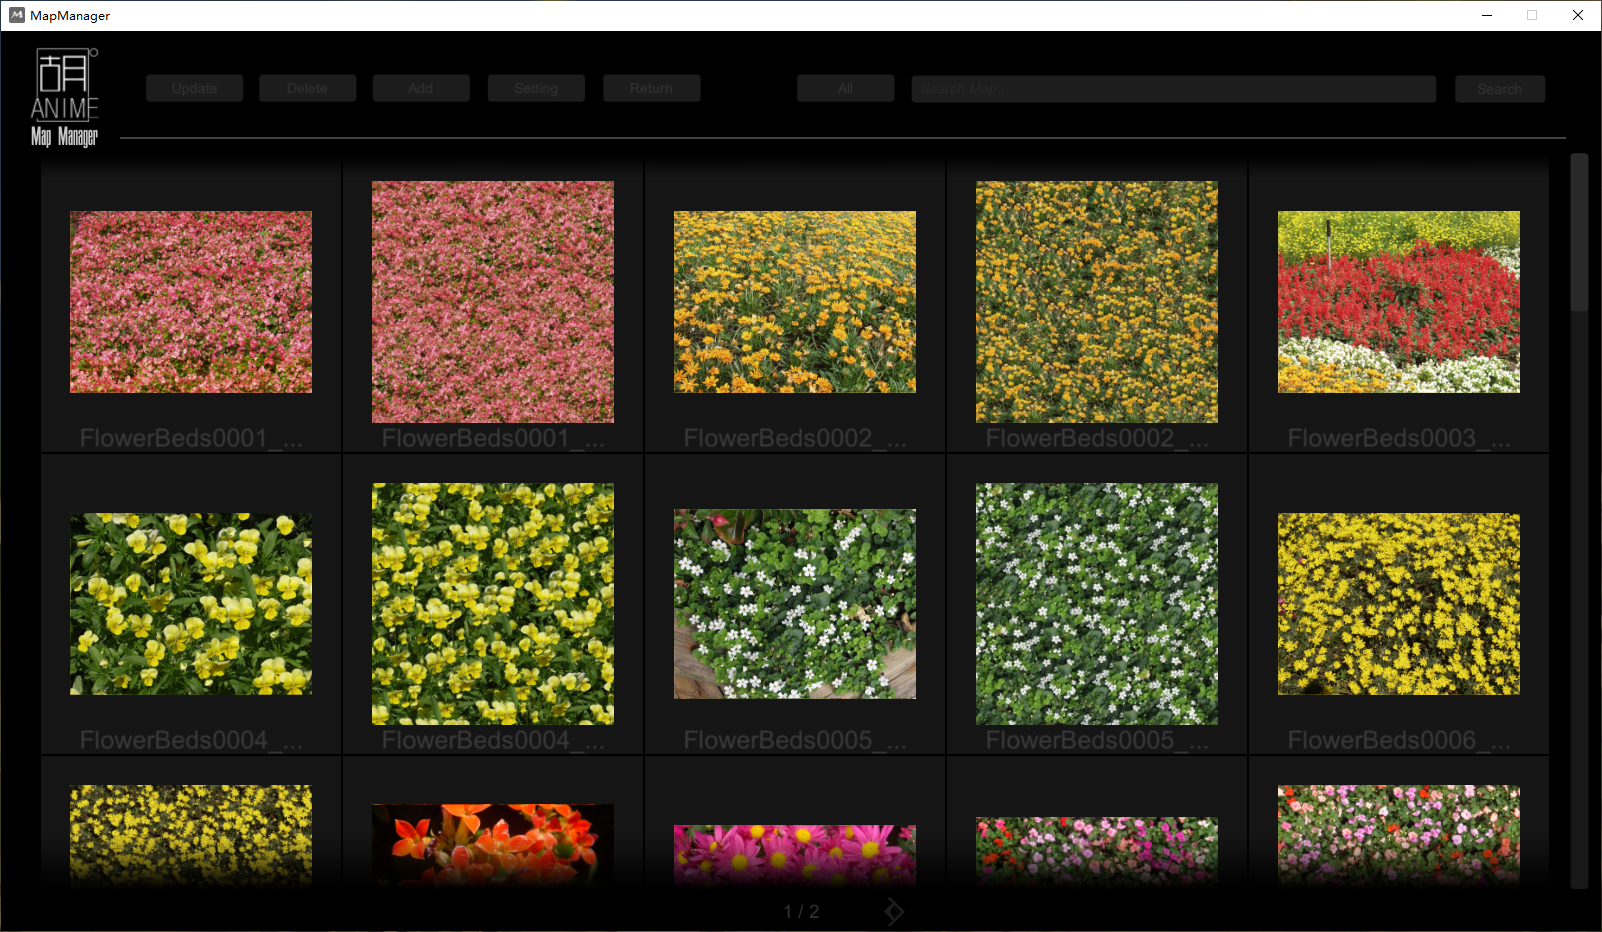 MapManager
胡
ANIME
Map Manager
Update
Delete
Add
Setting
Return
All
Search Map...
Search
FlowerBeds0001_...
FlowerBeds0001_...
FlowerBeds0002_...
FlowerBeds0002_...
FlowerBeds0003_...
FlowerBeds0004_...
FlowerBeds0004_...
FlowerBeds0005_...
FlowerBeds0005_...
FlowerBeds0006_...
1 / 2